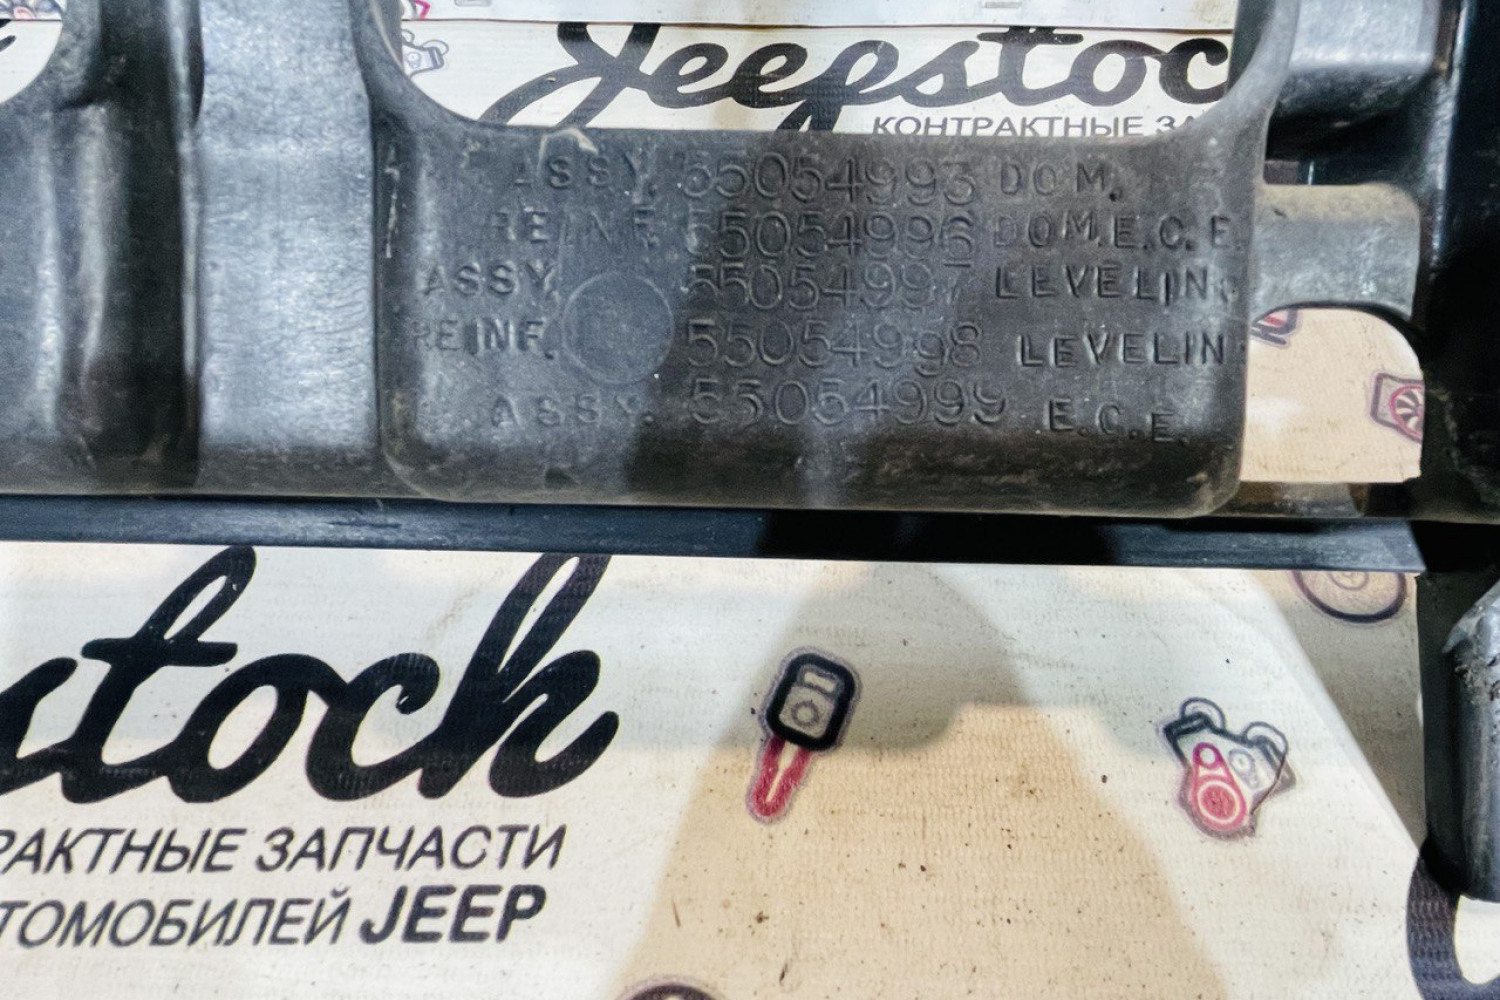 Jeepstoc
КОНТРАКТНЫЕ ЗА
ASSY. 55054993 DOM.
REINF. 55054996 DOM.E.C.E.
ASSY. 55054997 LEVELIN
REINF. 55054998 LEVELIN
ASSY. 55054999 E.C.E.
stock
РАКТНЫЕ ЗАПЧАСТИ
ТОМОБИЛЕЙ JEEP